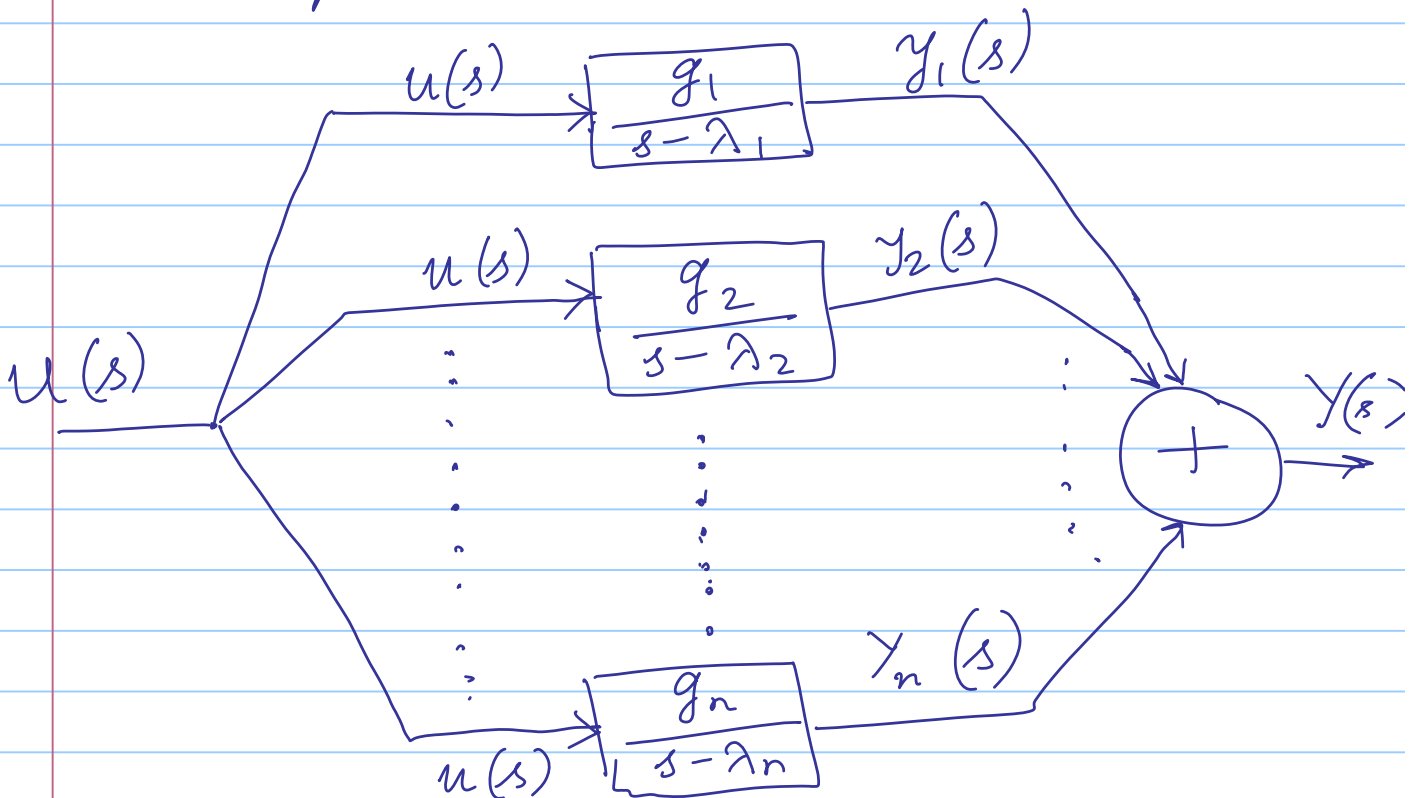 u(s) g1 y1(s)
s-λ1
u(s) g2 y2(s)
s-λ2
U(s)
+ Y(s)
gn Yn(s)
s-λn
u(s)